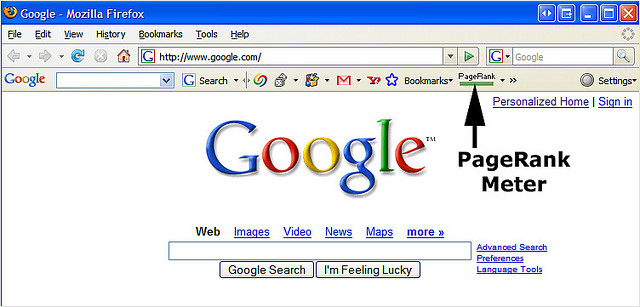 Google - Mozilla Firefox
File Edit View History Bookmarks Tools Help
G http://www.google.com/ G Google
Google G Search M Y! Bookmarks PageRank » Settings
Personalized Home | Sign in
Google™
PageRank
Meter
Web Images Video News Maps more »
Advanced Search
Preferences
Language Tools
Google Search I'm Feeling Lucky